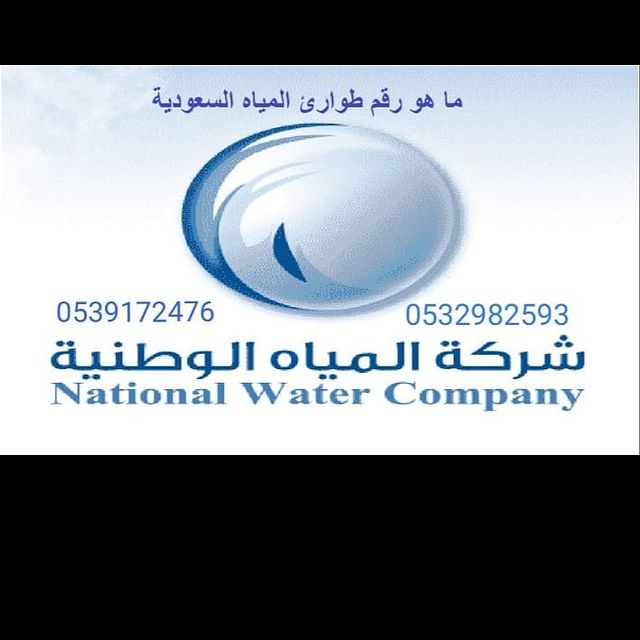 ما هو رقم طوارئ المياه السعودية
0539172476
0532982593
شركة المياه الوطنية
National Water Company